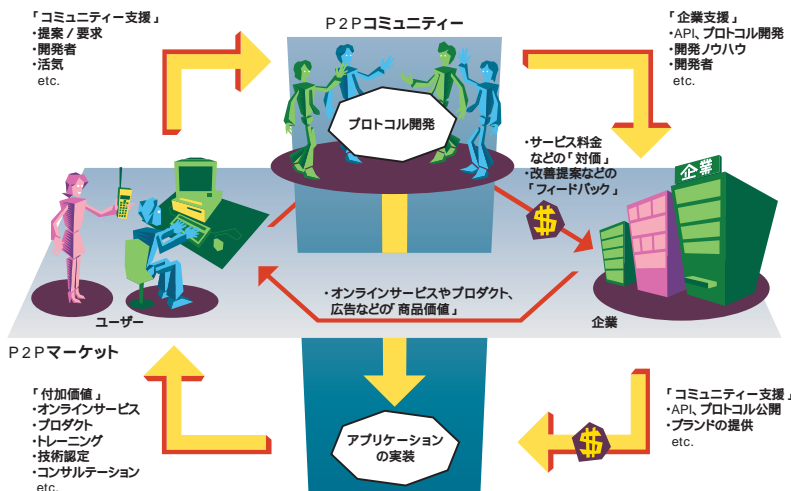 「コミュニティー支援」
・提案 / 要求
・開発者
・活気
etc.
P2Pコミュニティー
「企業支援」
・API、プロトコル開発
・開発ノウハウ
・開発者
etc.
プロトコル開発
・サービス料金
などの「対価」
・改善提案などの
「フィードバック」
企業
$
・オンラインサービスやプロダクト、
広告などの「商品価値」
ユーザー
企業
P2Pマーケット
「付加価値」
・オンラインサービス
・プロダクト
・トレーニング
・技術認定
・コンサルテーション
etc.
アプリケーション
の実装
$
「コミュニティー支援」
・API、プロトコル公開
・ブランドの提供
etc.